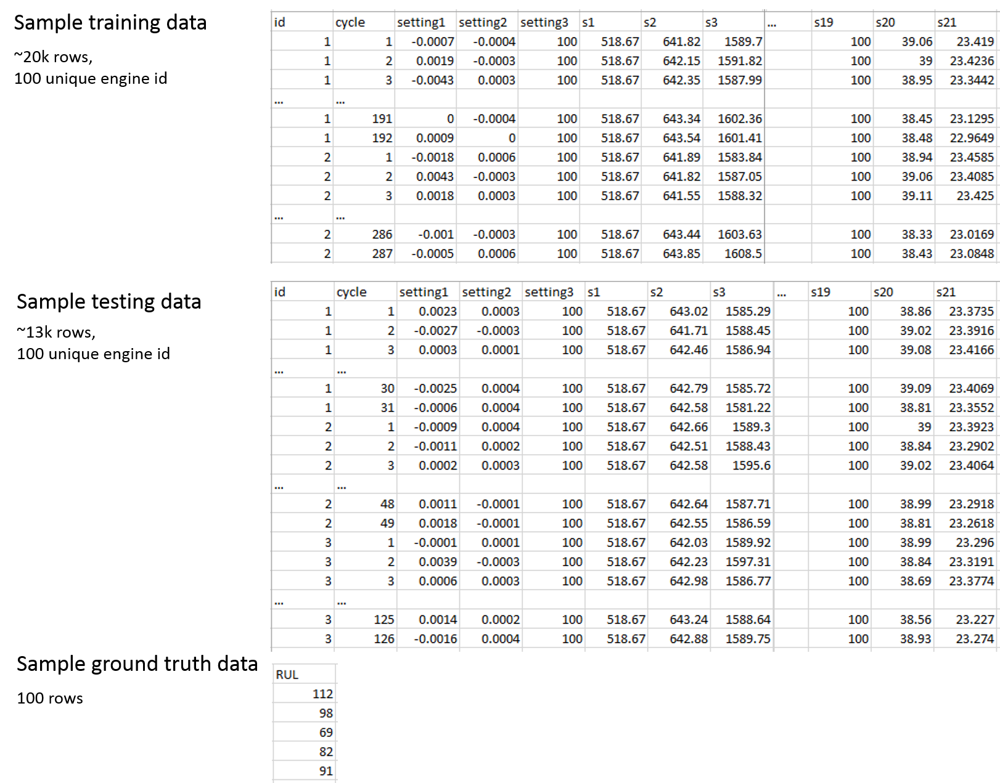 Sample training data
~20k rows,
100 unique engine id
id cycle setting1 setting2 setting3 s1 s2 s3 ... s19 s20 s21
1 1 -0.0007 -0.0004 100 518.67 641.82 1589.7 100 39.06 23.419
1 2 0.0019 -0.0003 100 518.67 642.15 1591.82 100 39 23.4236
1 3 -0.0043 0.0003 100 518.67 642.35 1587.99 100 38.95 23.3442
... ...
1 191 0 -0.0004 100 518.67 643.34 1602.36 100 38.45 23.1295
1 192 0.0009 0 100 518.67 643.54 1601.41 100 38.48 22.9649
2 1 -0.0018 0.0006 100 518.67 641.89 1583.84 100 38.94 23.4585
2 2 0.0043 -0.0003 100 518.67 641.82 1587.05 100 39.06 23.4085
2 3 0.0018 0.0003 100 518.67 641.55 1588.32 100 39.11 23.425
... ...
2 286 -0.001 -0.0003 100 518.67 643.44 1603.63 100 38.33 23.0169
2 287 -0.0005 0.0006 100 518.67 643.85 1608.5 100 38.43 23.0848
Sample testing data
~13k rows,
100 unique engine id
id cycle setting1 setting2 setting3 s1 s2 s3 ... s19 s20 s21
1 1 0.0023 0.0003 100 518.67 643.02 1585.29 100 38.86 23.3735
1 2 -0.0027 -0.0003 100 518.67 641.71 1588.45 100 39.02 23.3916
1 3 0.0003 0.0001 100 518.67 642.46 1586.94 100 39.08 23.4166
... ...
1 30 -0.0025 0.0004 100 518.67 642.79 1585.72 100 39.09 23.4069
1 31 -0.0006 0.0004 100 518.67 642.58 1581.22 100 38.81 23.3552
2 1 -0.0009 0.0004 100 518.67 642.66 1589.3 100 39 23.3923
2 2 -0.0011 0.0002 100 518.67 642.51 1588.43 100 38.84 23.2902
2 3 0.0002 0.0003 100 518.67 642.58 1595.6 100 39.02 23.4064
... ...
2 48 0.0011 -0.0001 100 518.67 642.64 1587.71 100 38.99 23.2918
2 49 0.0018 -0.0001 100 518.67 642.55 1586.59 100 38.81 23.2618
3 1 -0.0001 0.0001 100 518.67 642.03 1589.92 100 38.99 23.296
3 2 0.0039 -0.0003 100 518.67 642.23 1597.31 100 38.84 23.3191
3 3 0.0006 0.0003 100 518.67 642.98 1586.77 100 38.69 23.3774
... ...
3 125 0.0014 0.0002 100 518.67 643.24 1588.64 100 38.56 23.227
3 126 -0.0016 0.0004 100 518.67 642.88 1589.75 100 38.93 23.274
Sample ground truth data
100 rows
RUL
112
98
69
82
91